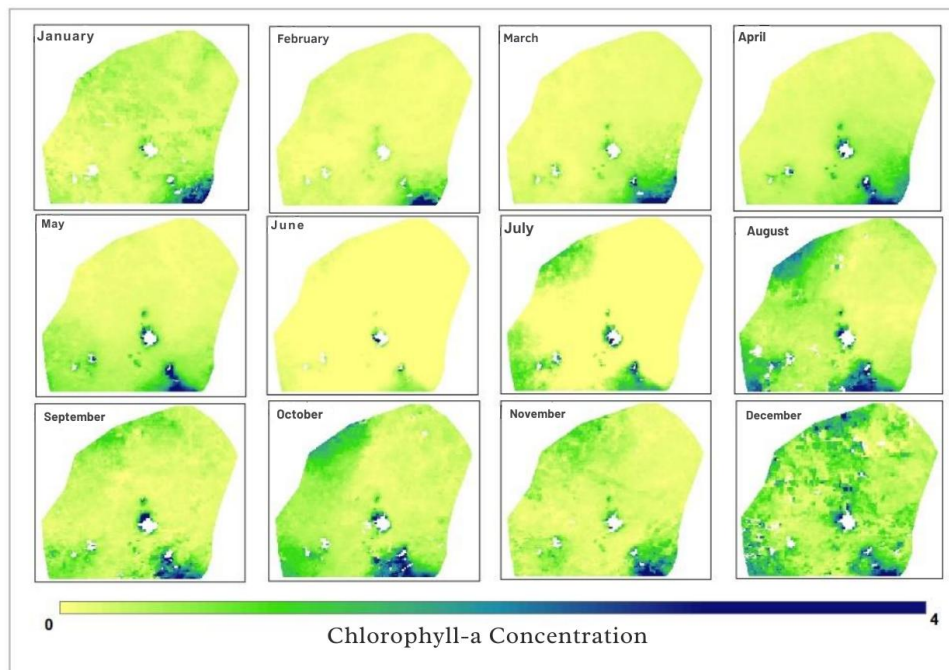 January
February
March
April
May
June
July
August
September
October
November
December
0
4
Chlorophyll-a Concentration